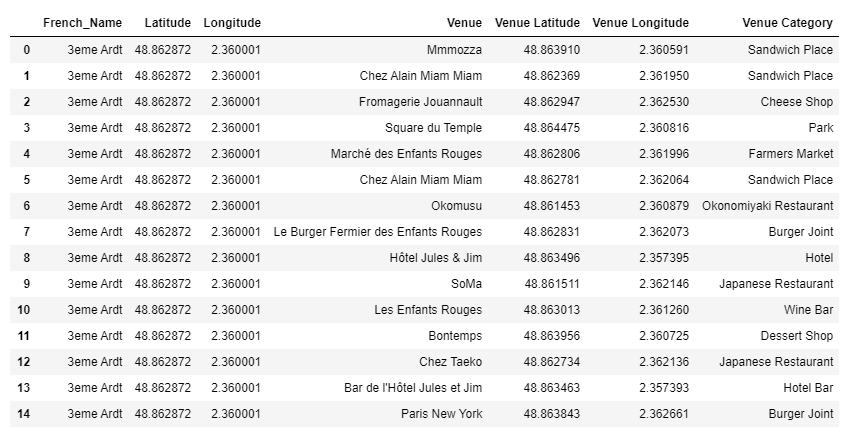 French_Name Latitude Longitude Venue Venue Latitude Venue Longitude Venue Category
0 3eme Ardt 48.862872 2.360001 Mmmozza 48.863910 2.360591 Sandwich Place
1 3eme Ardt 48.862872 2.360001 Chez Alain Miam Miam 48.862369 2.361950 Sandwich Place
2 3eme Ardt 48.862872 2.360001 Fromagerie Jouannault 48.862947 2.362530 Cheese Shop
3 3eme Ardt 48.862872 2.360001 Square du Temple 48.864475 2.360816 Park
4 3eme Ardt 48.862872 2.360001 Marché des Enfants Rouges 48.862806 2.361996 Farmers Market
5 3eme Ardt 48.862872 2.360001 Chez Alain Miam Miam 48.862781 2.362064 Sandwich Place
6 3eme Ardt 48.862872 2.360001 Okomusu 48.861453 2.360879 Okonomiyaki Restaurant
7 3eme Ardt 48.862872 2.360001 Le Burger Fermier des Enfants Rouges 48.862831 2.362073 Burger Joint
8 3eme Ardt 48.862872 2.360001 Hôtel Jules & Jim 48.863496 2.357395 Hotel
9 3eme Ardt 48.862872 2.360001 SoMa 48.861511 2.362146 Japanese Restaurant
10 3eme Ardt 48.862872 2.360001 Les Enfants Rouges 48.863013 2.361260 Wine Bar
11 3eme Ardt 48.862872 2.360001 Bontemps 48.863956 2.360725 Dessert Shop
12 3eme Ardt 48.862872 2.360001 Chez Taeko 48.862734 2.362136 Japanese Restaurant
13 3eme Ardt 48.862872 2.360001 Bar de l'Hôtel Jules et Jim 48.863463 2.357393 Hotel Bar
14 3eme Ardt 48.862872 2.360001 Paris New York 48.863843 2.362661 Burger Joint